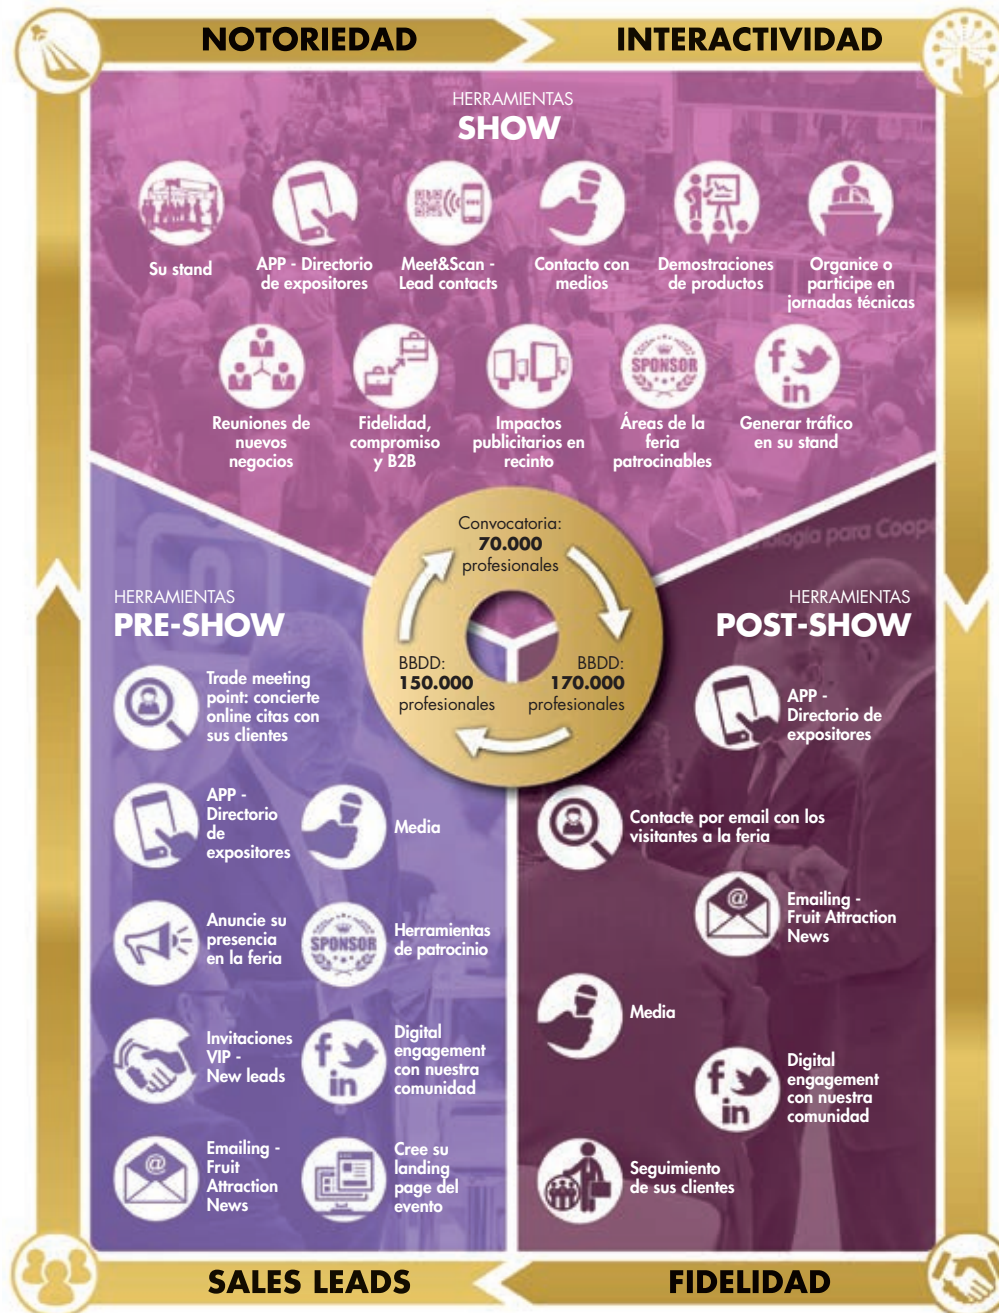 NOTORIEDAD
INTERACTIVIDAD
HERRAMIENTAS
SHOW
Su stand
APP - Directorio
de expositores
Meet&Scan -
Lead contacts
Contacto con
medios
Demostraciones
de productos
Organice o
participe en
jornadas técnicas
Reuniones de
nuevos
negocios
Fidelidad,
compromiso
y B2B
Impactos
publicitarios en
recinto
SPONSOR
Áreas de la
feria
patrocinables
f
in
Generar tráfico
en su stand
Convocatoria:
70.000
profesionales
BBDD:
150.000
profesionales
BBDD:
170.000
profesionales
HERRAMIENTAS
PRE-SHOW
Trade meeting
point: concierte
online citas con
sus clientes
APP -
Directorio
de
expositores
Media
Anuncie su
presencia
en la feria
SPONSOR
Herramientas
de patrocinio
Invitaciones
VIP -
New leads
f
in
Digital
engagement
con nuestra
comunidad
@
Emailing -
Fruit
Attraction
News
Cree su
landing
page del
evento
para Coope
HERRAMIENTAS
POST-SHOW
APP -
Directorio de
expositores
Contacte por email con los
visitantes a la feria
@
Emailing -
Fruit Attraction
News
Media
f
in
Digital
engagement
con nuestra
comunidad
Seguimiento
de sus clientes
SALES LEADS
FIDELIDAD